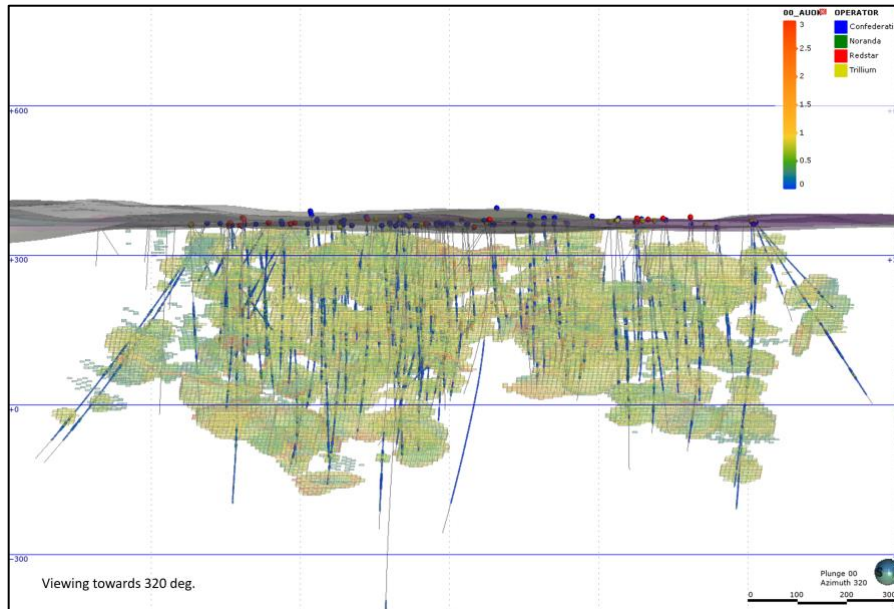 00_AUDK OPERATOR
3 Confederati
Noranda
2.5 Redstar
Trillium
2
1.5
1
0.5
0
+600
+300
+0
-300
Viewing towards 320 deg.
Plunge 00
Azimuth 320
0 100 200 300